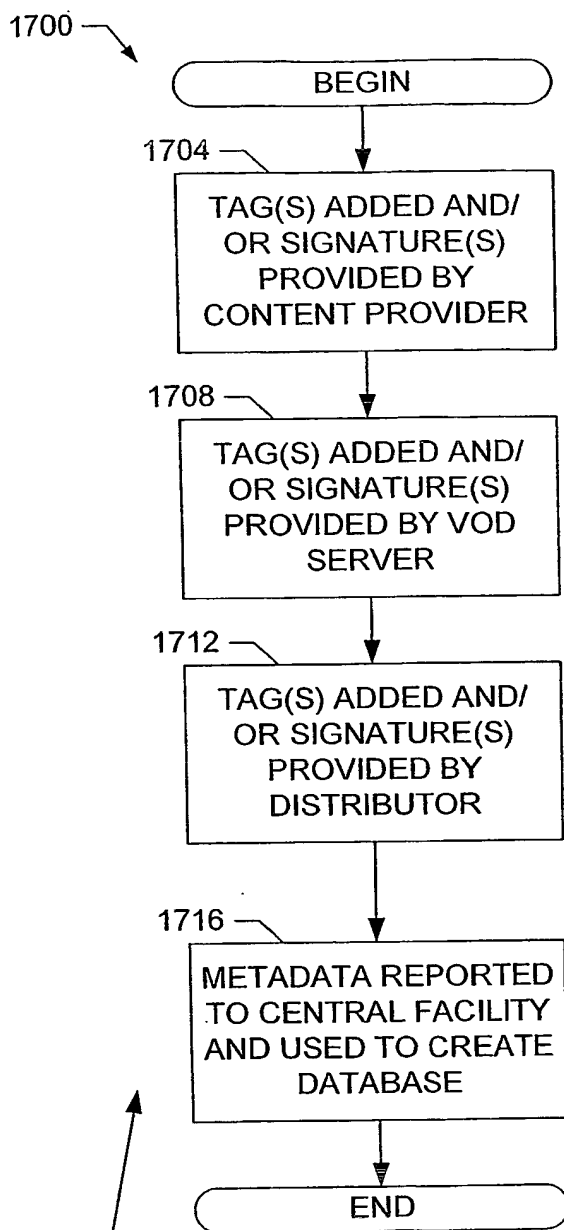 1700
BEGIN
1704
TAG(S) ADDED AND/
OR SIGNATURE(S)
PROVIDED BY
CONTENT PROVIDER
1708
TAG(S) ADDED AND/
OR SIGNATURE(S)
PROVIDED BY VOD
SERVER
1712
TAG(S) ADDED AND/
OR SIGNATURE(S)
PROVIDED BY
DISTRIBUTOR
1716
METADATA REPORTED
TO CENTRAL FACILITY
AND USED TO CREATE
DATABASE
END